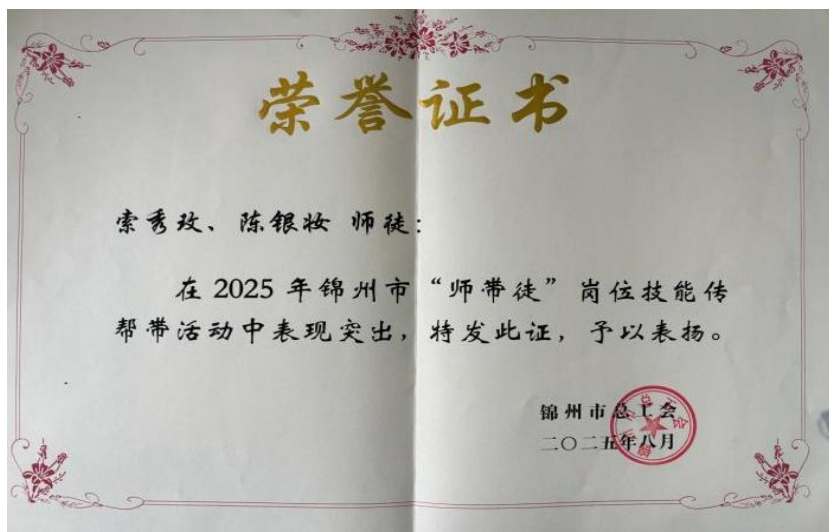 荣誉证书
索秀玫、陈银妆 师徒：
在 2025 年锦州市“师带徒”岗位技能传
帮带活动中表现突出，特发此证，予以表扬。
锦州市总工会
二〇二五年八月